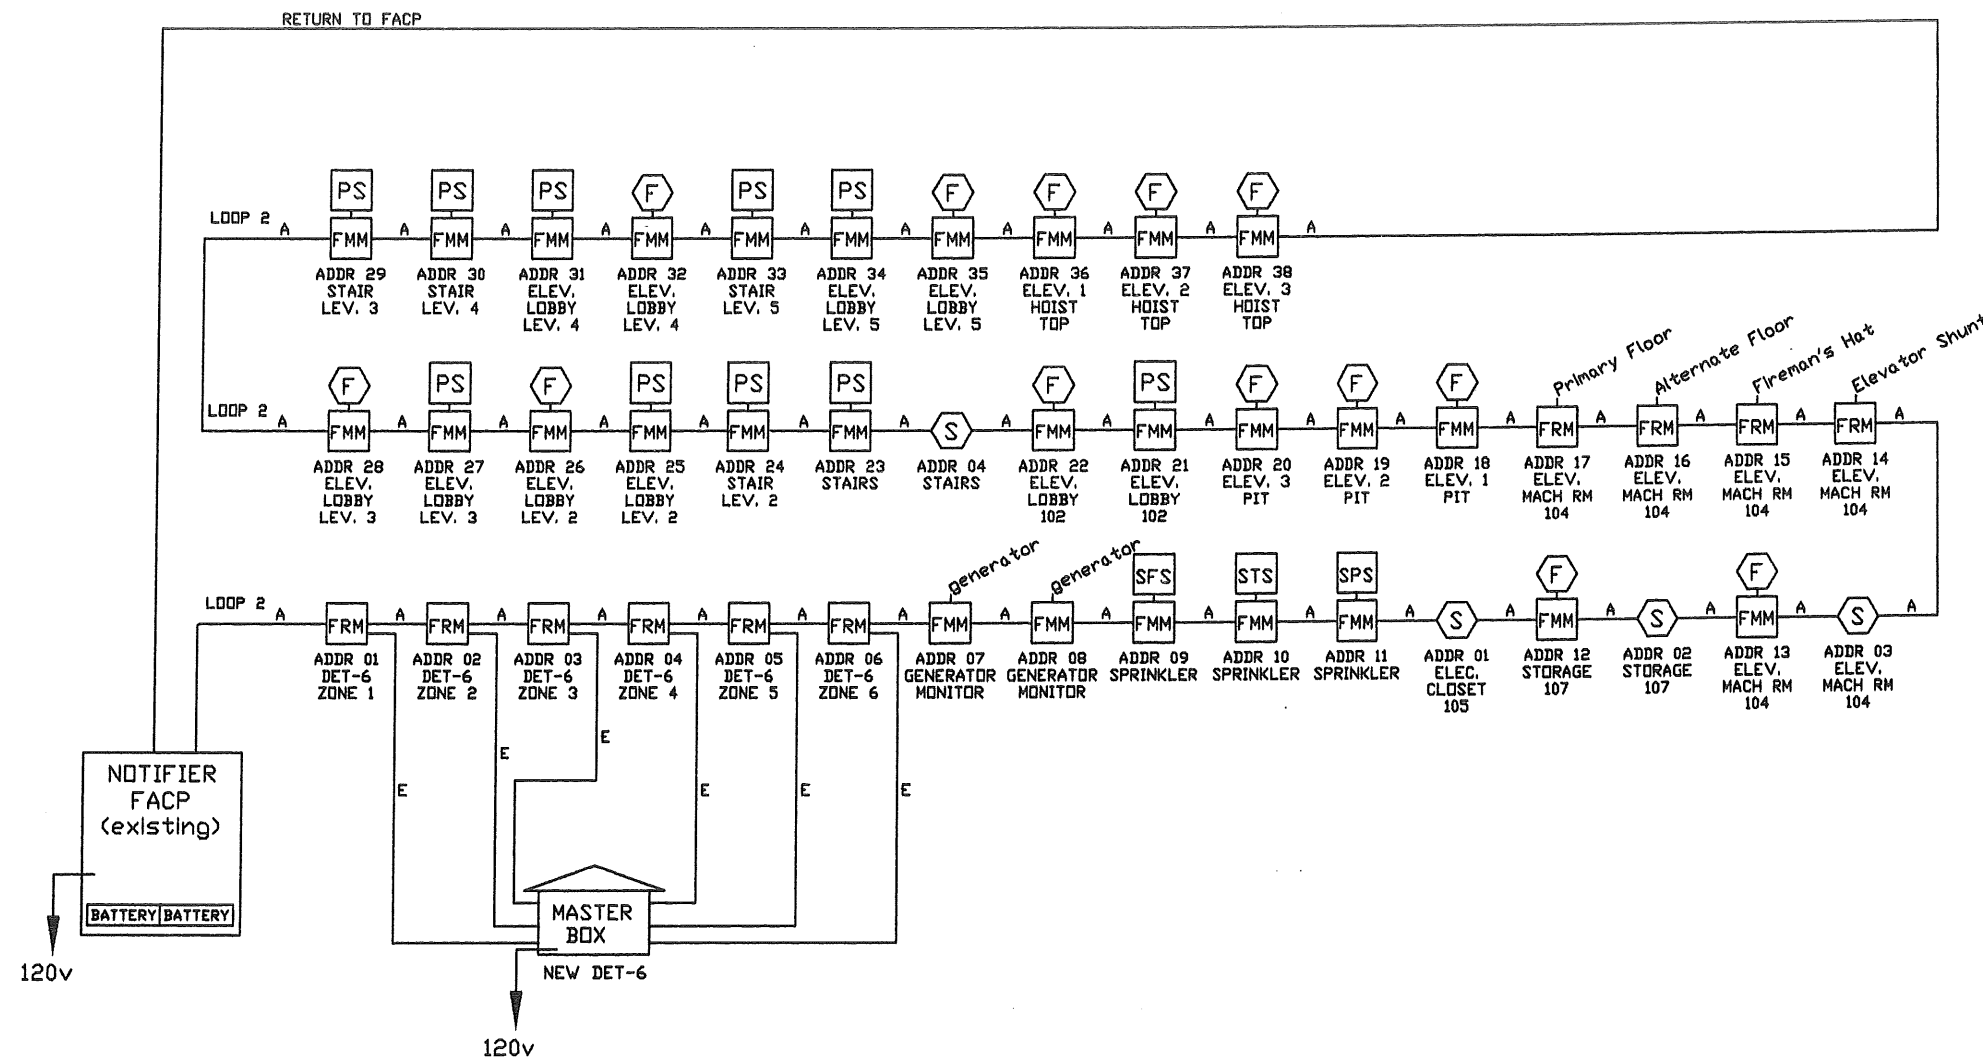 RETURN TO FACP
PS PS PS F PS PS F F F F
LOOP 2 A A A A A A A A A A A
FMM FMM FMM FMM FMM FMM FMM FMM FMM FMM
ADDR 29 ADDR 30 ADDR 31 ADDR 32 ADDR 33 ADDR 34 ADDR 35 ADDR 36 ADDR 37 ADDR 38
STAIR STAIR ELEV. ELEV. STAIR ELEV. ELEV. ELEV. 1 ELEV. 2 ELEV. 3
LEV. 3 LEV. 4 LOBBY LOBBY LEV. 5 LOBBY LOBBY HOIST HOIST HOIST
LEV. 4 LEV. 4 LEV. 5 LEV. 5 TOP TOP TOP
Primary Floor Alternate Floor Fireman's Hat Elevator Shunt
F PS F PS PS PS F PS F F F
LOOP 2 A A A A A A A A A A A A A A A A A
FMM FMM FMM FMM FMM FMM S FMM FMM FMM FMM FMM FRM FRM FRM FRM
ADDR 28 ADDR 27 ADDR 26 ADDR 25 ADDR 24 ADDR 23 ADDR 04 ADDR 22 ADDR 21 ADDR 20 ADDR 19 ADDR 18 ADDR 17 ADDR 16 ADDR 15 ADDR 14
ELEV. ELEV. ELEV. ELEV. STAIR STAIRS STAIRS ELEV. ELEV. ELEV. 3 ELEV. 2 ELEV. 1 ELEV. ELEV. ELEV. ELEV.
LOBBY LOBBY LOBBY LOBBY LEV. 2 LOBBY LOBBY PIT PIT PIT MACH RM MACH RM MACH RM MACH RM
LEV. 3 LEV. 3 LEV. 2 LEV. 2 102 102 104 104 104 104
generator generator
SFS STS SPS F F
LOOP 2 A A A A A A A A A A A A A A A A A
FRM FRM FRM FRM FRM FRM FMM FMM FMM FMM FMM S FMM S FMM S
ADDR 01 ADDR 02 ADDR 03 ADDR 04 ADDR 05 ADDR 06 ADDR 07 ADDR 08 ADDR 09 ADDR 10 ADDR 11 ADDR 01 ADDR 12 ADDR 02 ADDR 13 ADDR 03
DET-6 DET-6 DET-6 DET-6 DET-6 DET-6 GENERATOR GENERATOR SPRINKLER SPRINKLER SPRINKLER ELEC. STORAGE STORAGE ELEV. ELEV.
ZONE 1 ZONE 2 ZONE 3 ZONE 4 ZONE 5 ZONE 6 MONITOR MONITOR CLOSET 107 107 MACH RM MACH RM
105 104 104
E E E E E E
NOTIFIER
FACP
(existing)
BATTERY BATTERY
120v
MASTER
BOX
NEW DET-6
120v